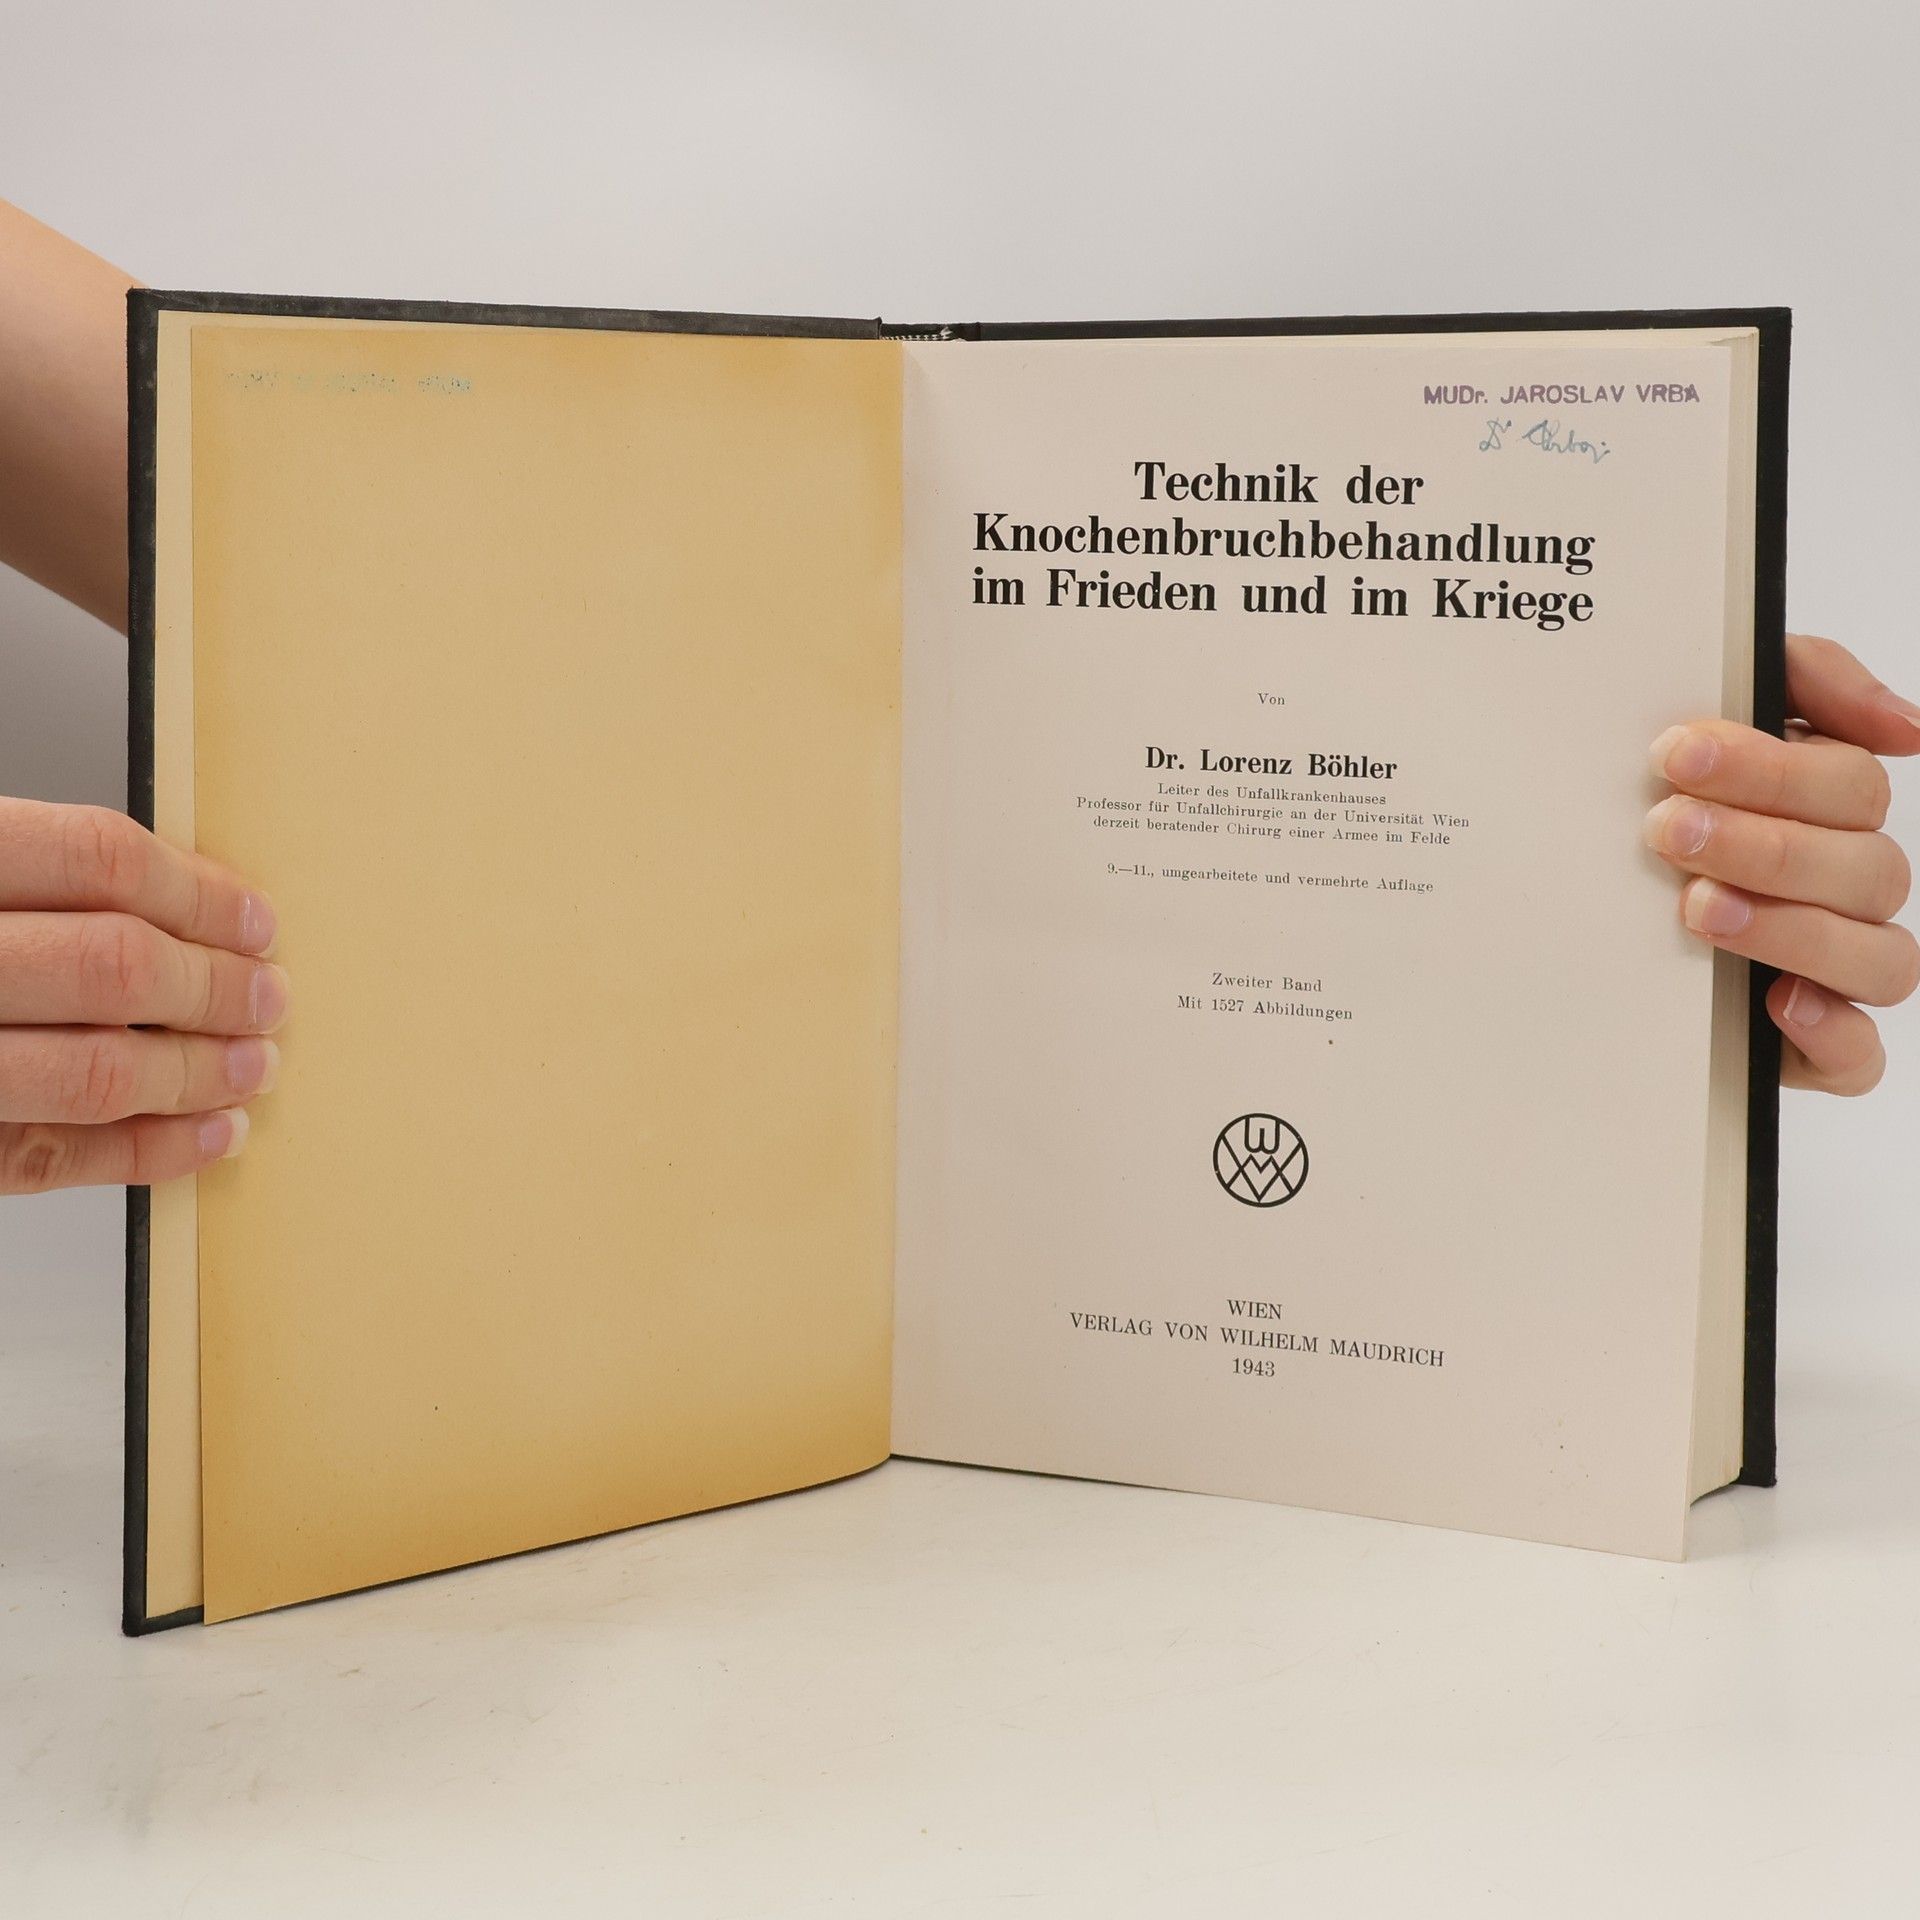 MUDr. JAROSLAV VRBA
Technik der
Knochenbruchbehandlung
im Frieden und im Kriege
Von
Dr. Lorenz Böhler
Leiter des Unfallkrankenhauses
Professor für Unfallchirurgie an der Universität Wien
derzeit beratender Chirurg einer Armee im Felde
9.—11., umgearbeitete und vermehrte Auflage
Zweiter Band
Mit 1527 Abbildungen
WIEN
VERLAG VON WILHELM MAUDRICH
1943